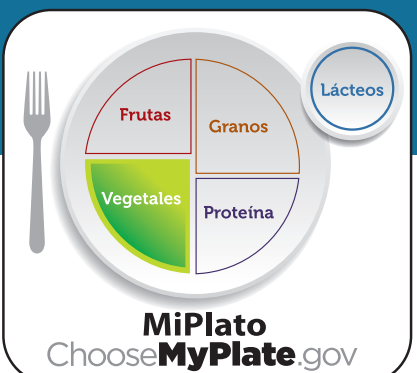 Frutas
Granos
Lácteos
Vegetales
Proteína
MiPlato
ChooseMyPlate.gov